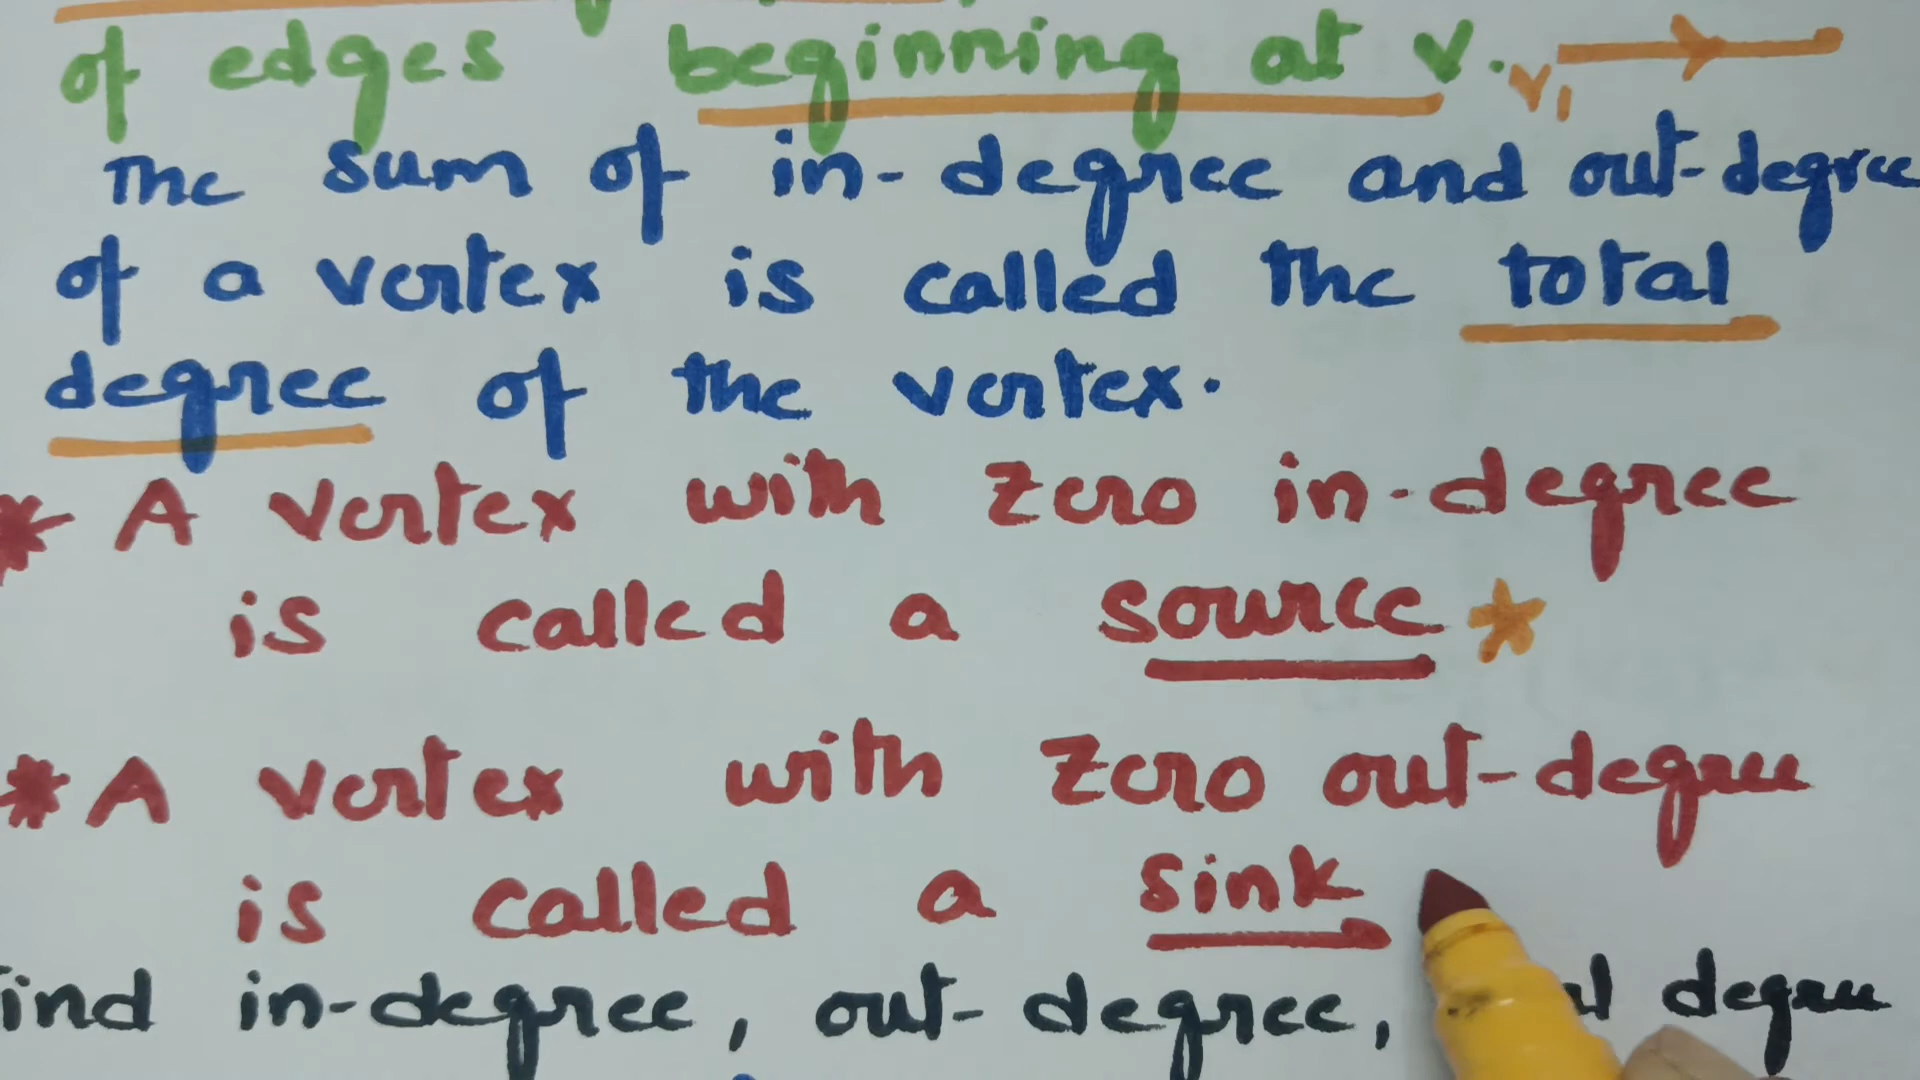 of edges beginning at v. v1
The sum of in-degree and out-degree
of a vertex is called the total
degree of the vertex.
* A vertex with zero in-degree
is called a source *
* A vertex with zero out-degree
is called a sink
ind in-degree, out-degree, al degree